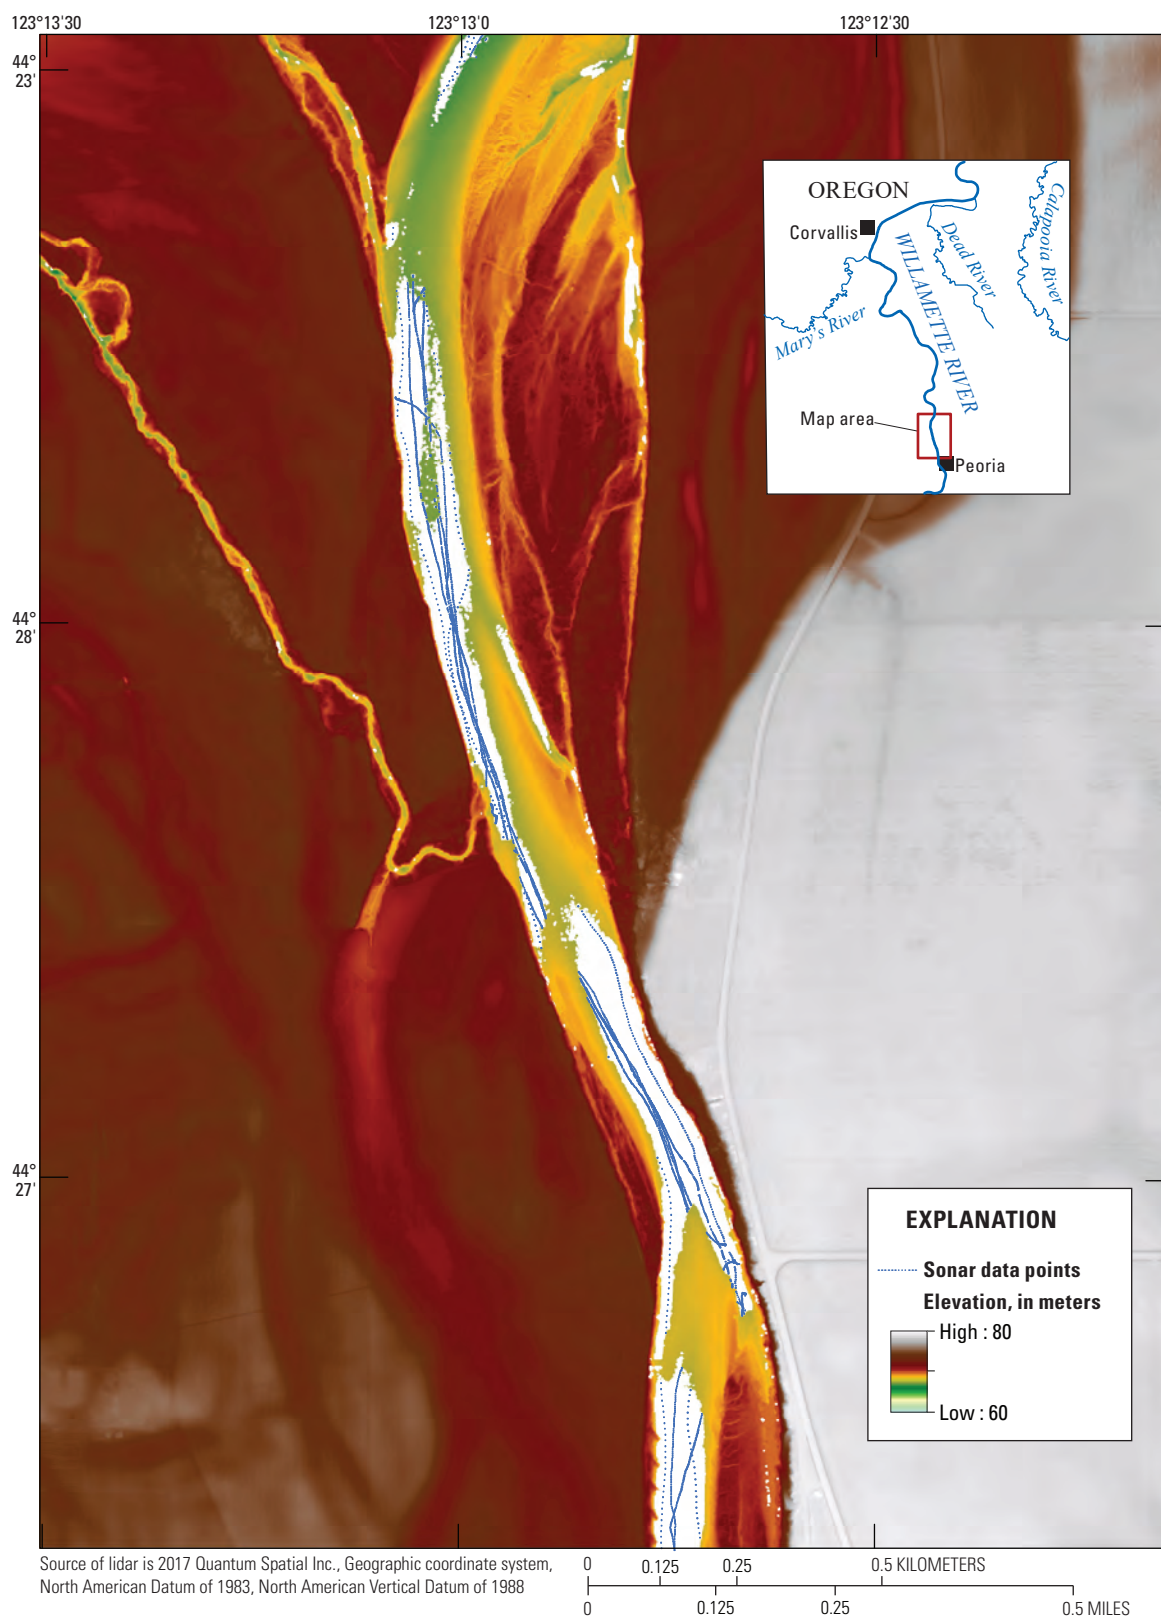 123°13'30
123°13'0
123°12'30
44°
23'
OREGON
Corvallis
WILLAMETTE RIVER
Dead River
Calapooia River
Mary's River
Map area
Peoria
44°
28'
44°
27'
EXPLANATION
Sonar data points
Elevation, in meters
High : 80
Low : 60
Source of lidar is 2017 Quantum Spatial Inc., Geographic coordinate system,
North American Datum of 1983, North American Vertical Datum of 1988
0 0.125 0.25 0.5 KILOMETERS
0 0.125 0.25 0.5 MILES